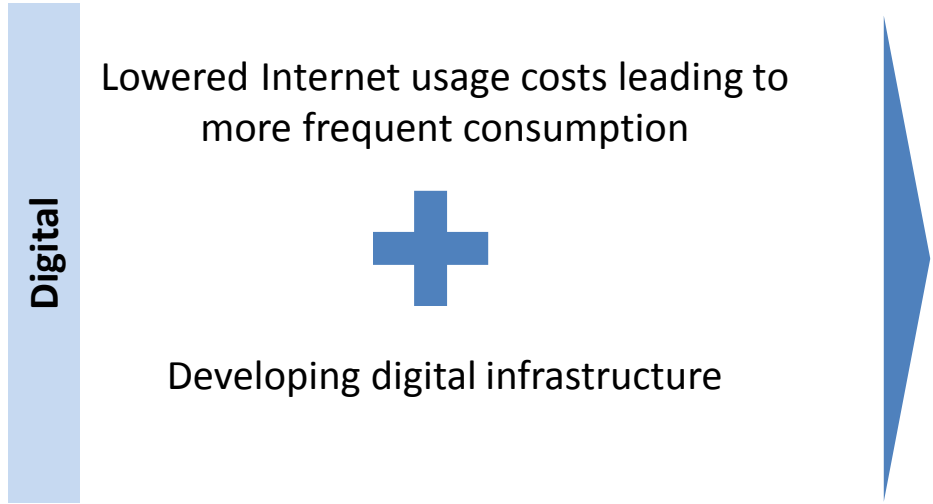 Digital
Lowered Internet usage costs leading to
more frequent consumption
Developing digital infrastructure